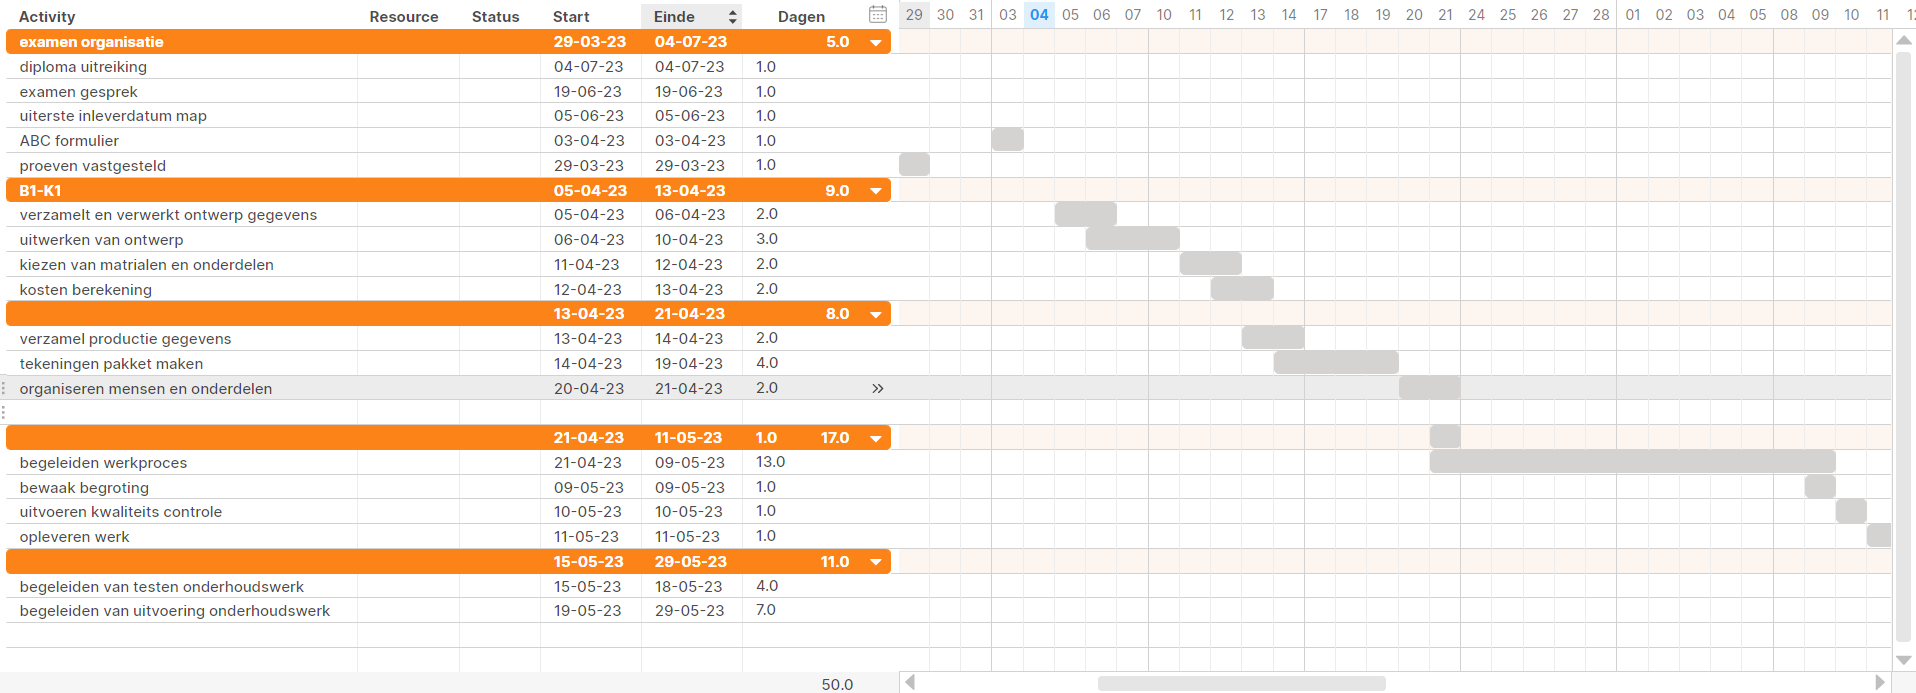 Activity Resource Status Start Einde Dagen 29 30 31 03 04 05 06 07 10 11 12 13 14 17 18 19 20 21 24 25 26 27 28 01 02 03 04 05 08 09 10 11
examen organisatie 29-03-23 04-07-23 5.0
diploma uitreiking 04-07-23 04-07-23 1.0
examen gesprek 19-06-23 19-06-23 1.0
uiterste inleverdatum map 05-06-23 05-06-23 1.0
ABC formulier 03-04-23 03-04-23 1.0
proeven vastgesteld 29-03-23 29-03-23 1.0
B1-K1 05-04-23 13-04-23 9.0
verzamelt en verwerkt ontwerp gegevens 05-04-23 06-04-23 2.0
uitwerken van ontwerp 06-04-23 10-04-23 3.0
kiezen van matrialen en onderdelen 11-04-23 12-04-23 2.0
kosten berekening 12-04-23 13-04-23 2.0
13-04-23 21-04-23 8.0
verzamel productie gegevens 13-04-23 14-04-23 2.0
tekeningen pakket maken 14-04-23 19-04-23 4.0
organiseren mensen en onderdelen 20-04-23 21-04-23 2.0 »
21-04-23 11-05-23 1.0 17.0
begeleiden werkproces 21-04-23 09-05-23 13.0
bewaak begroting 09-05-23 09-05-23 1.0
uitvoeren kwaliteits controle 10-05-23 10-05-23 1.0
opleveren werk 11-05-23 11-05-23 1.0
15-05-23 29-05-23 11.0
begeleiden van testen onderhoudswerk 15-05-23 18-05-23 4.0
begeleiden van uitvoering onderhoudswerk 19-05-23 29-05-23 7.0
50.0